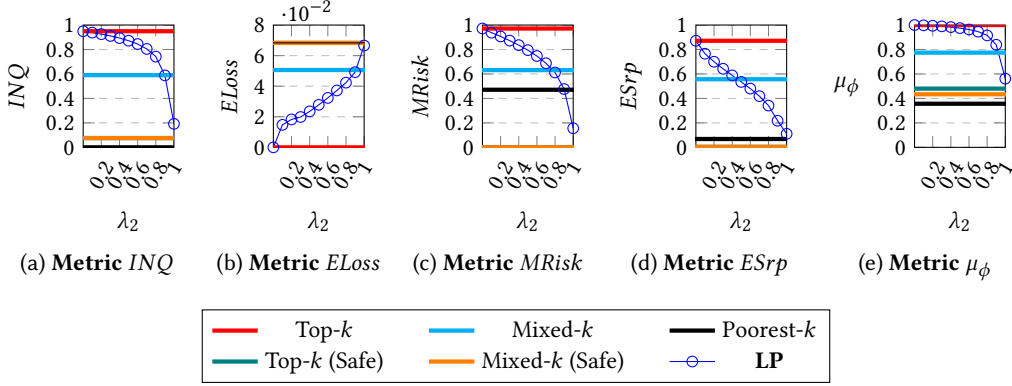 ·10⁻²
1 0.8 0.6 0.4 0.2 0
INQ
0.2 0.4 0.6 0.8 1
λ₂
(a) Metric INQ
8 6 4 2 0
ELoss
0.2 0.4 0.6 0.8 1
λ₂
(b) Metric ELoss
1 0.8 0.6 0.4 0.2 0
MRisk
0.2 0.4 0.6 0.8 1
λ₂
(c) Metric MRisk
1 0.8 0.6 0.4 0.2 0
ESrp
0.2 0.4 0.6 0.8 1
λ₂
(d) Metric ESrp
1 0.8 0.6 0.4 0.2 0
μ_ϕ
0.2 0.4 0.6 0.8 1
λ₂
(e) Metric μ_ϕ
Top-k Mixed-k Poorest-k
Top-k (Safe) Mixed-k (Safe) LP